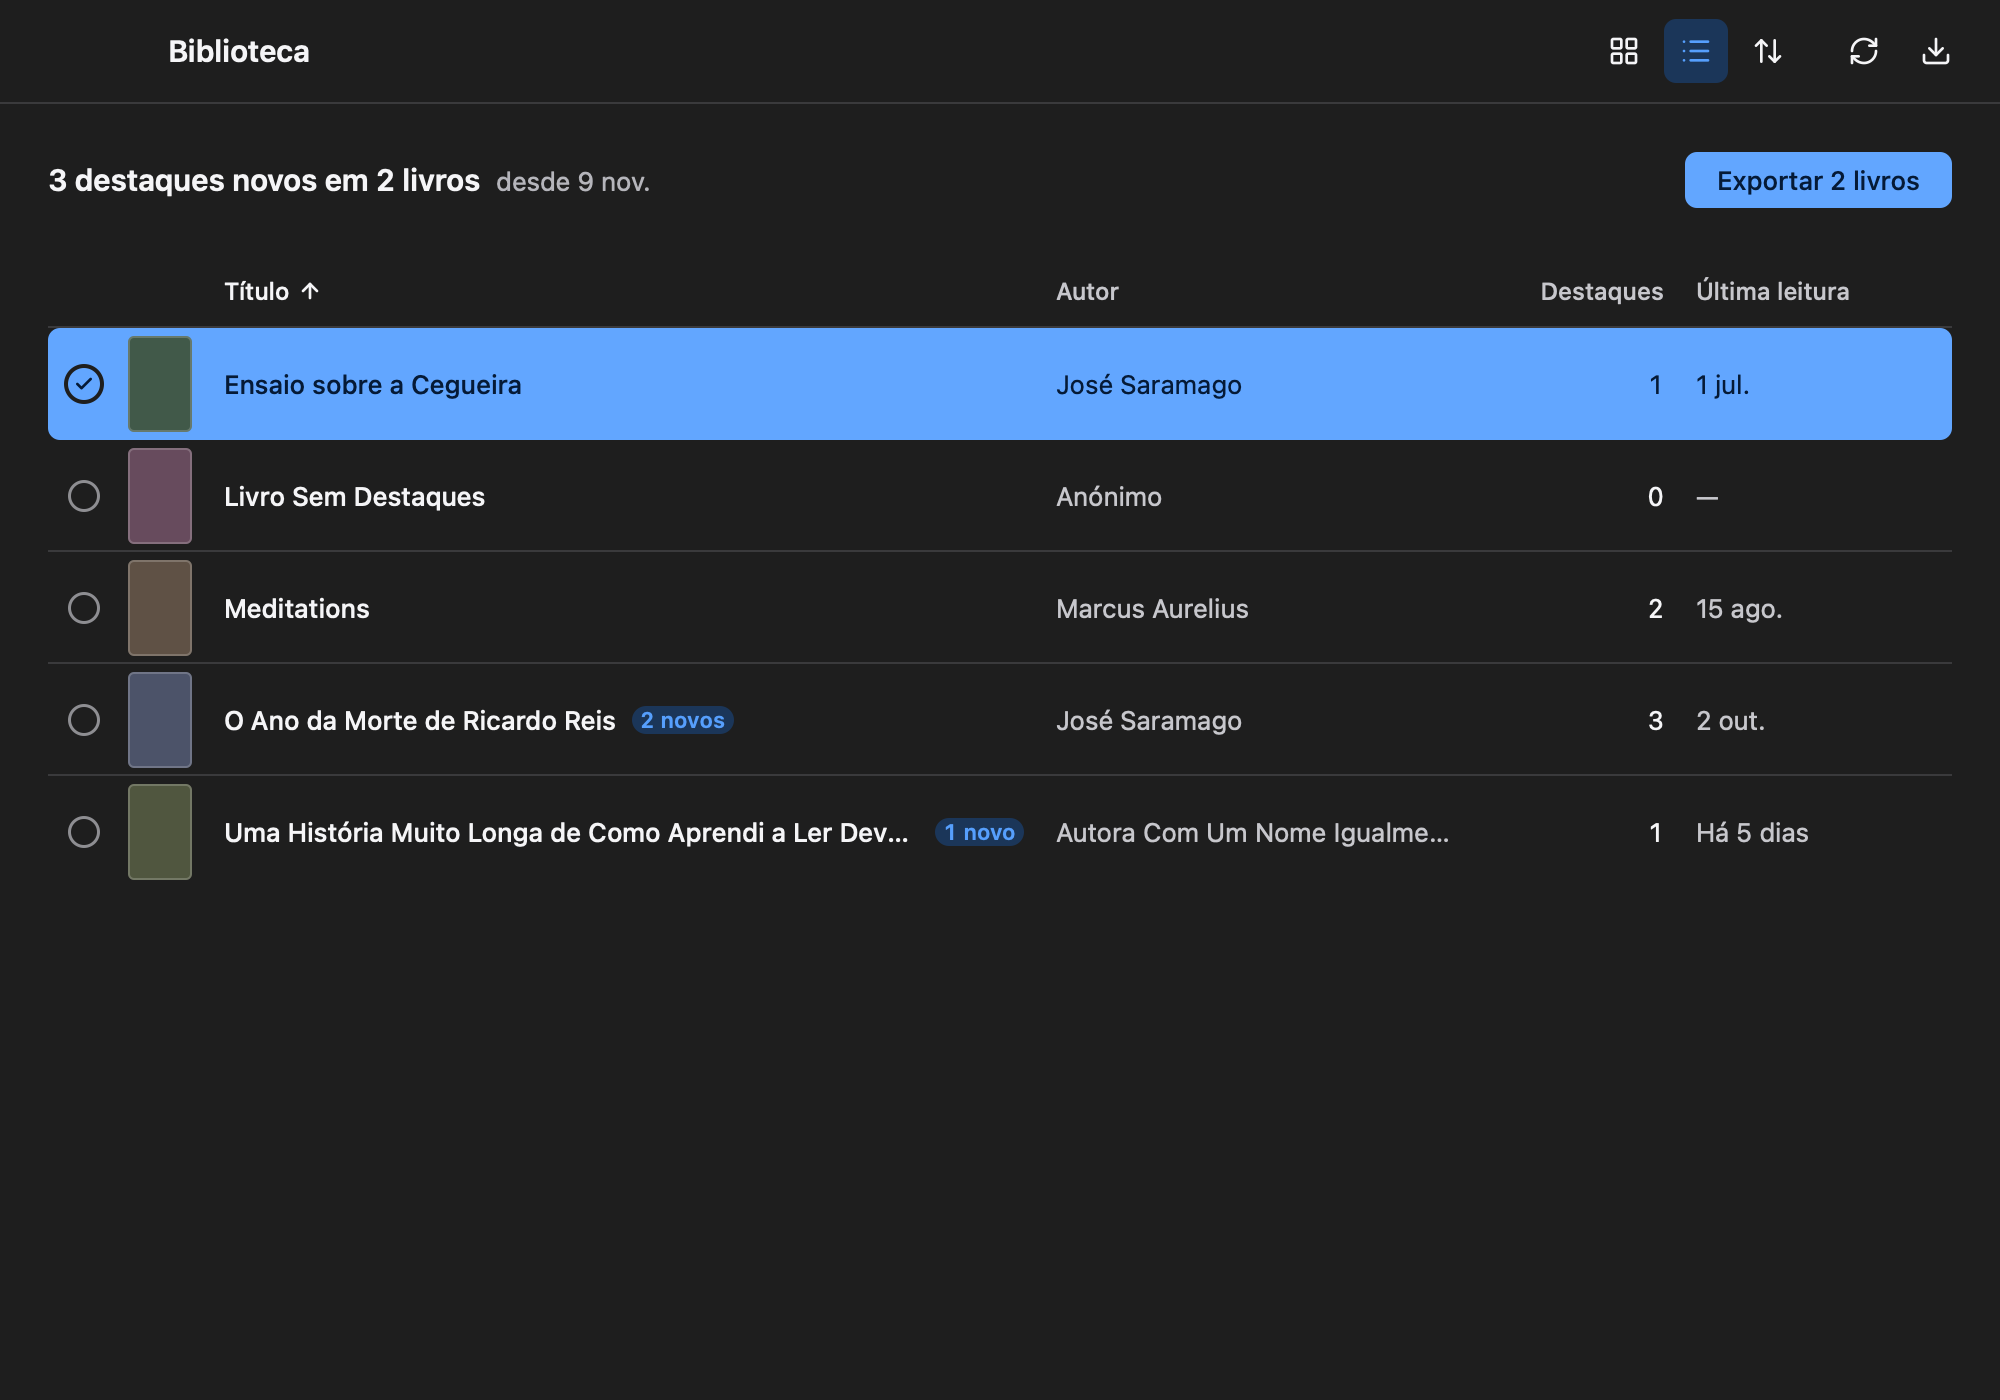 Biblioteca
3 destaques novos em 2 livros desde 9 nov.
Exportar 2 livros
Título ↑ Autor Destaques Última leitura
Ensaio sobre a Cegueira José Saramago 1 1 jul.
Livro Sem Destaques Anónimo 0 —
Meditations Marcus Aurelius 2 15 ago.
O Ano da Morte de Ricardo Reis 2 novos José Saramago 3 2 out.
Uma História Muito Longa de Como Aprendi a Ler Dev... 1 novo Autora Com Um Nome Igualme... 1 Há 5 dias